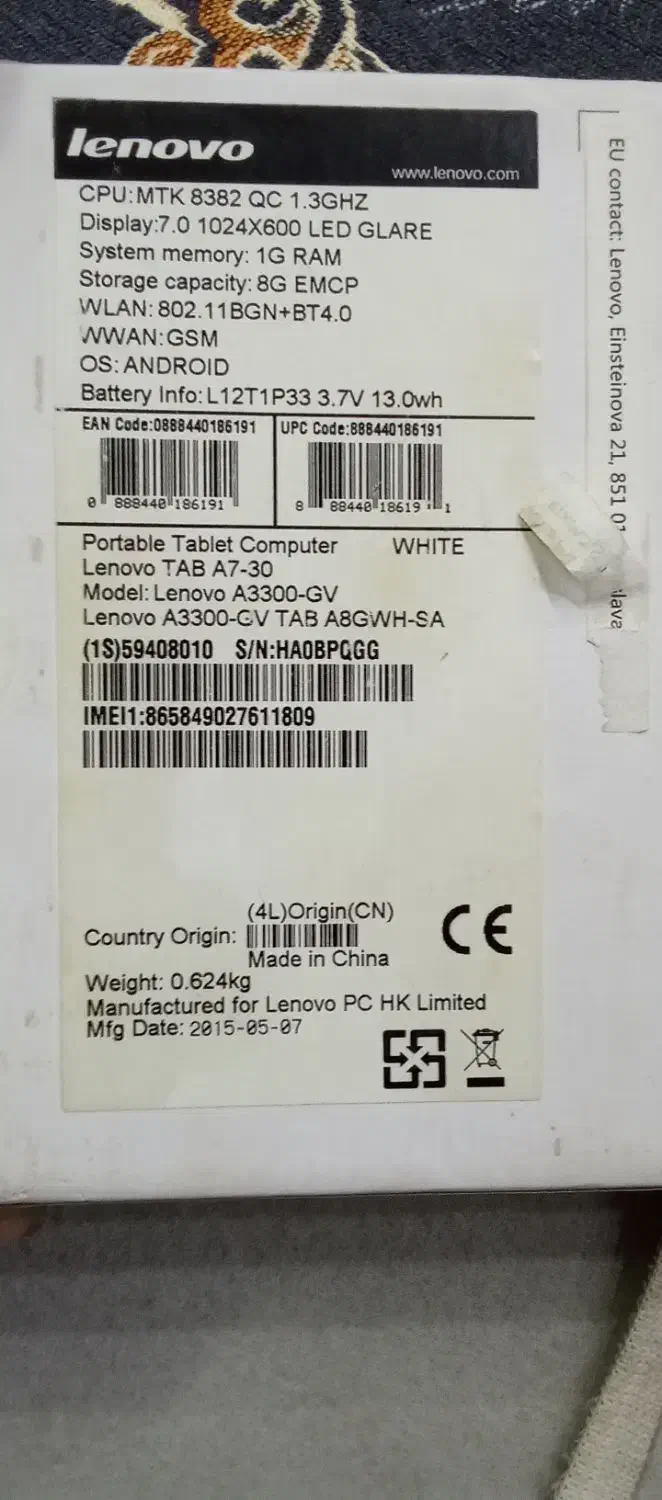 lenovo
www.lenovo.com
CPU:MTK 8382 QC 1.3GHZ
Display:7.0 1024X600 LED GLARE
System memory: 1G RAM
Storage capacity: 8G EMCP
WLAN: 802.11BGN+BT4.0
WWAN:GSM
OS: ANDROID
Battery Info: L12T1P33 3.7V 13.0wh
EAN Code:0888440186191
0 888440 186191
UPC Code:888440186191
8 88440 18619 1
Portable Tablet Computer WHITE
Lenovo TAB A7-30
Model: Lenovo A3300-GV
Lenovo A3300-GV TAB A8GWH-SA
(1S)59408010 S/N:HA0BPQGG
IMEI1:865849027611809
(4L)Origin(CN)
Country Origin:
Made in China
CE
Weight: 0.624kg
Manufactured for Lenovo PC HK Limited
Mfg Date: 2015-05-07
EU contact: Lenovo, Einsteinova 21, 851 01